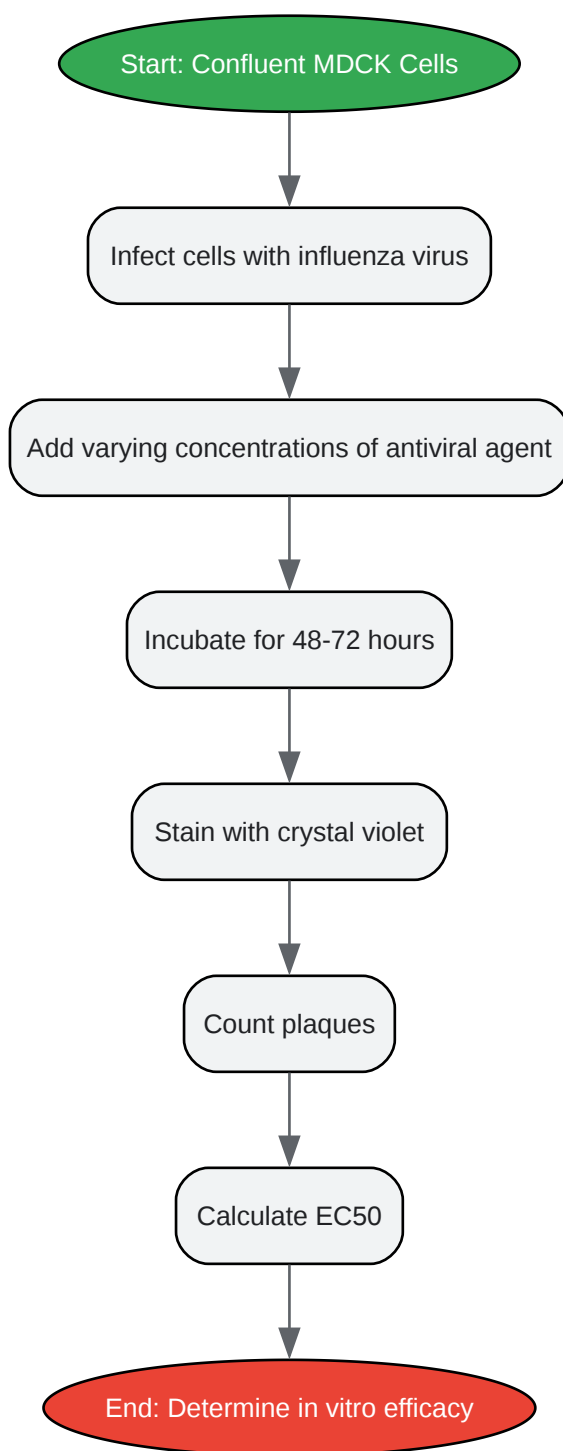 Start: Confluent MDCK Cells
Infect cells with influenza virus
Add varying concentrations of antiviral agent
Incubate for 48-72 hours
Stain with crystal violet
Count plaques
Calculate EC50
End: Determine in vitro efficacy